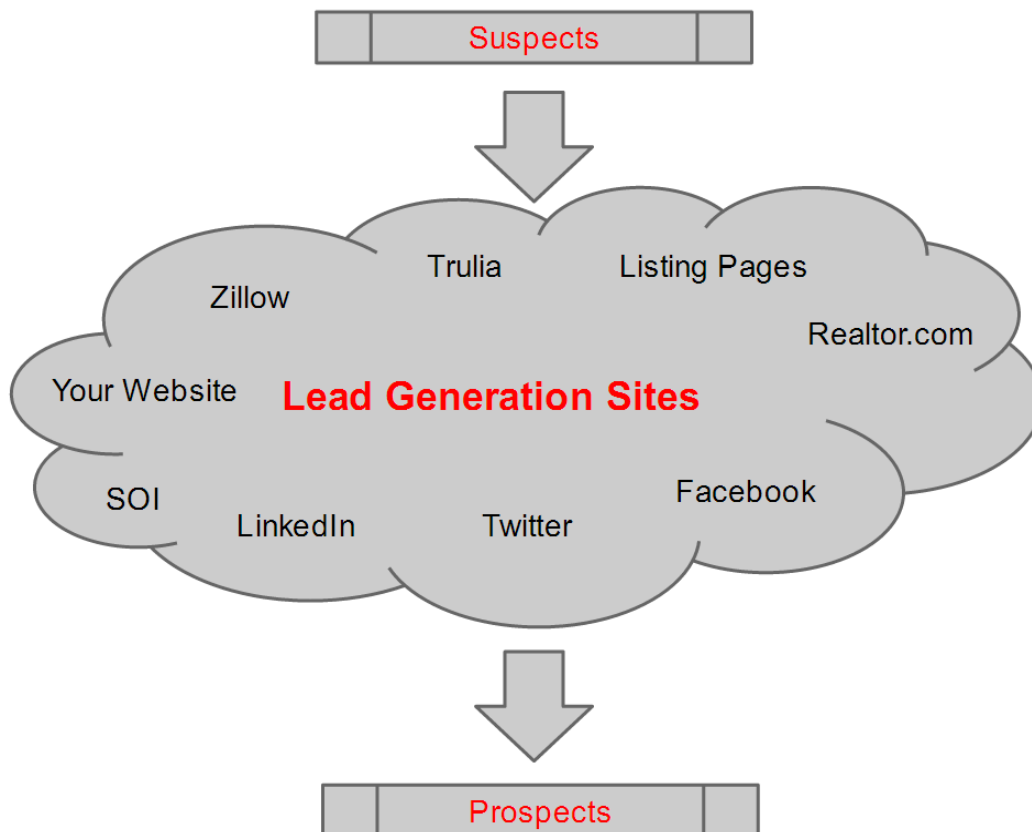 Suspects
Trulia
Listing Pages
Zillow
Realtor.com
Your Website
Lead Generation Sites
SOI
Facebook
LinkedIn
Twitter
Prospects